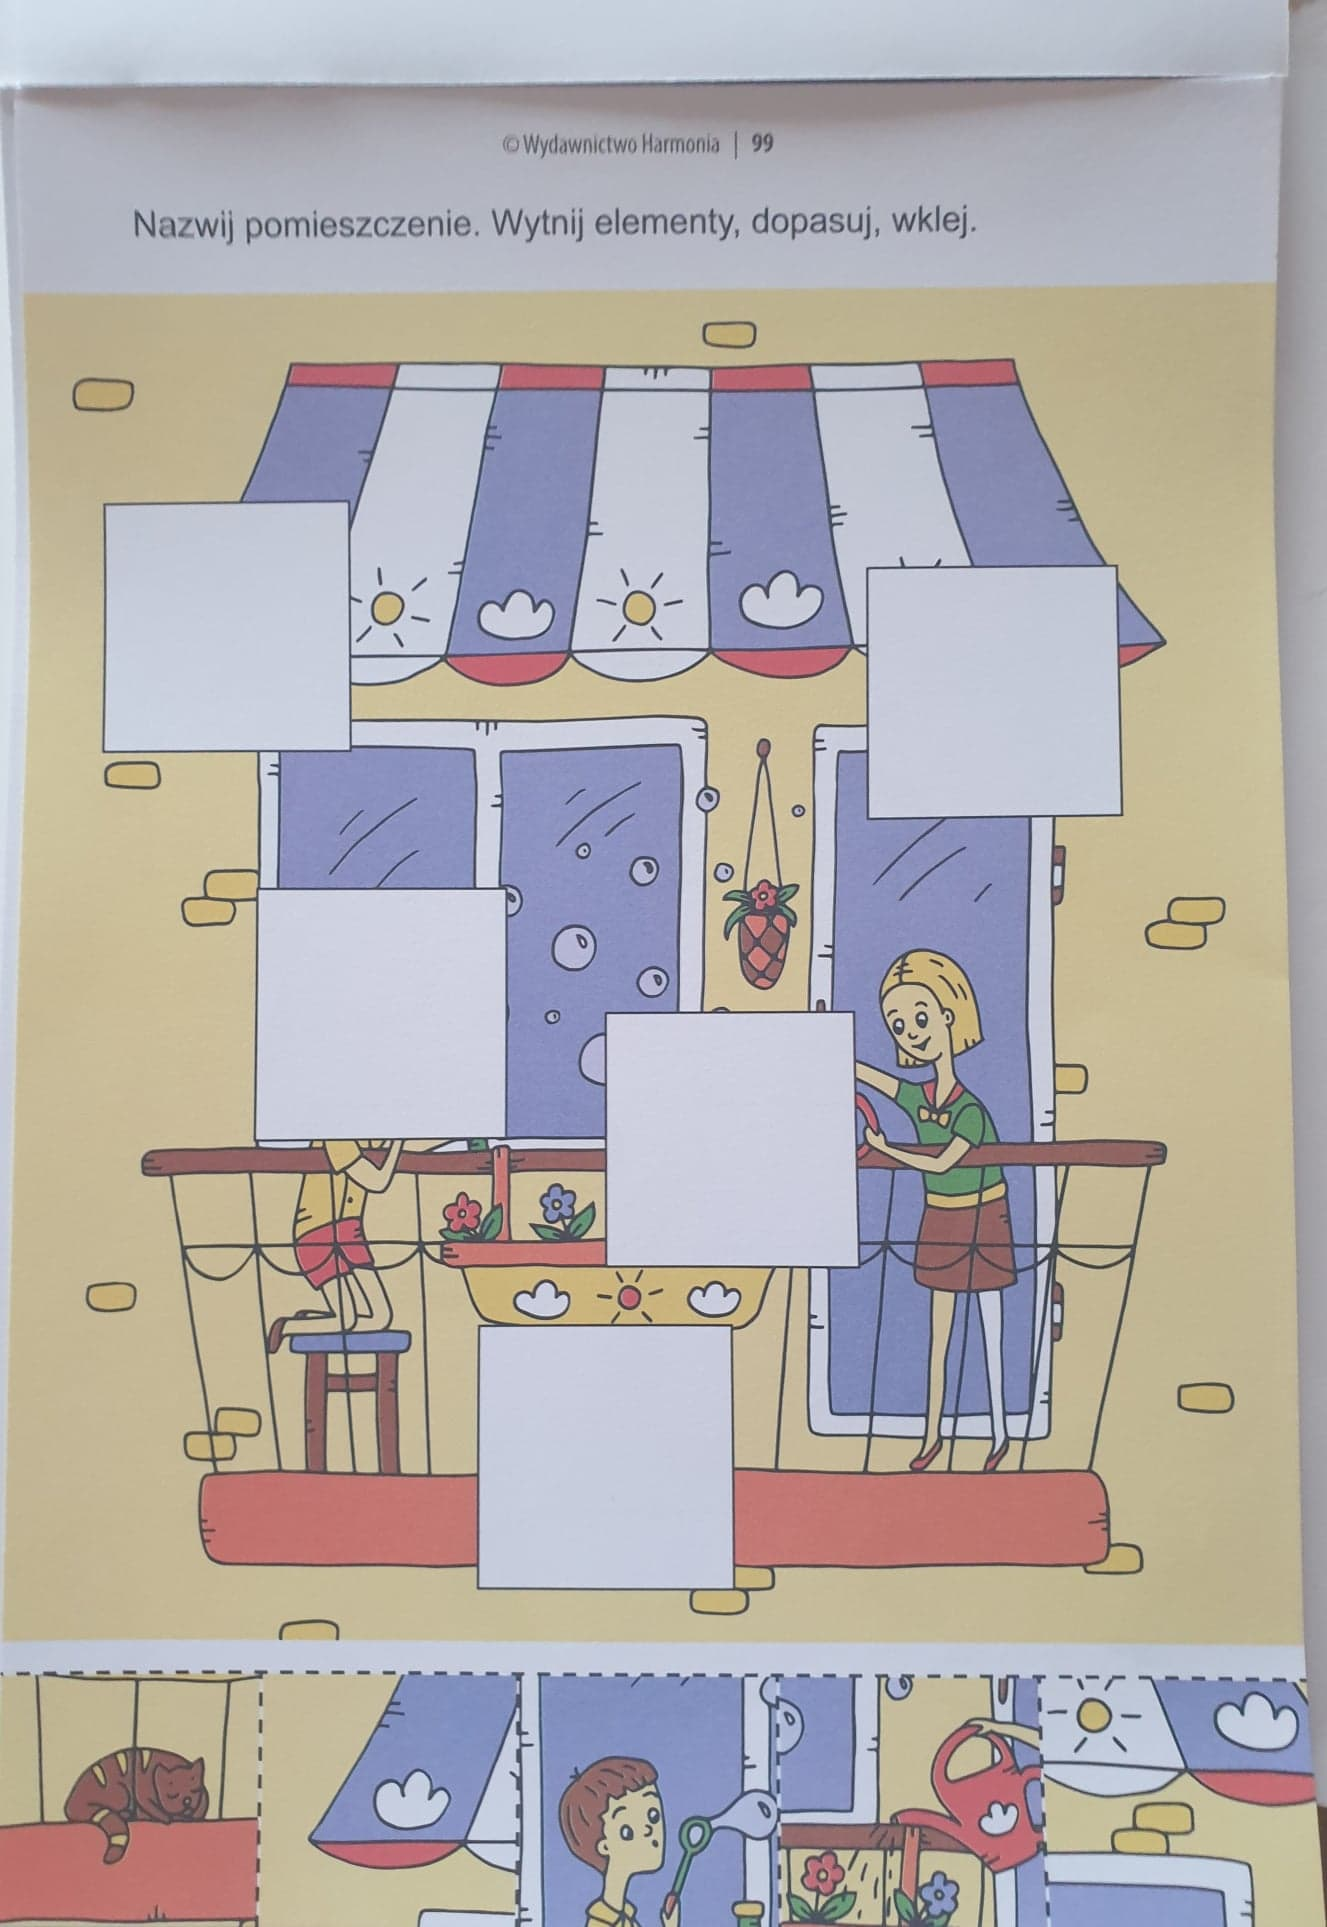 © Wydawnictwo Harmonia | 99
Nazwij pomieszczenie. Wytnij elementy, dopasuj, wklej.